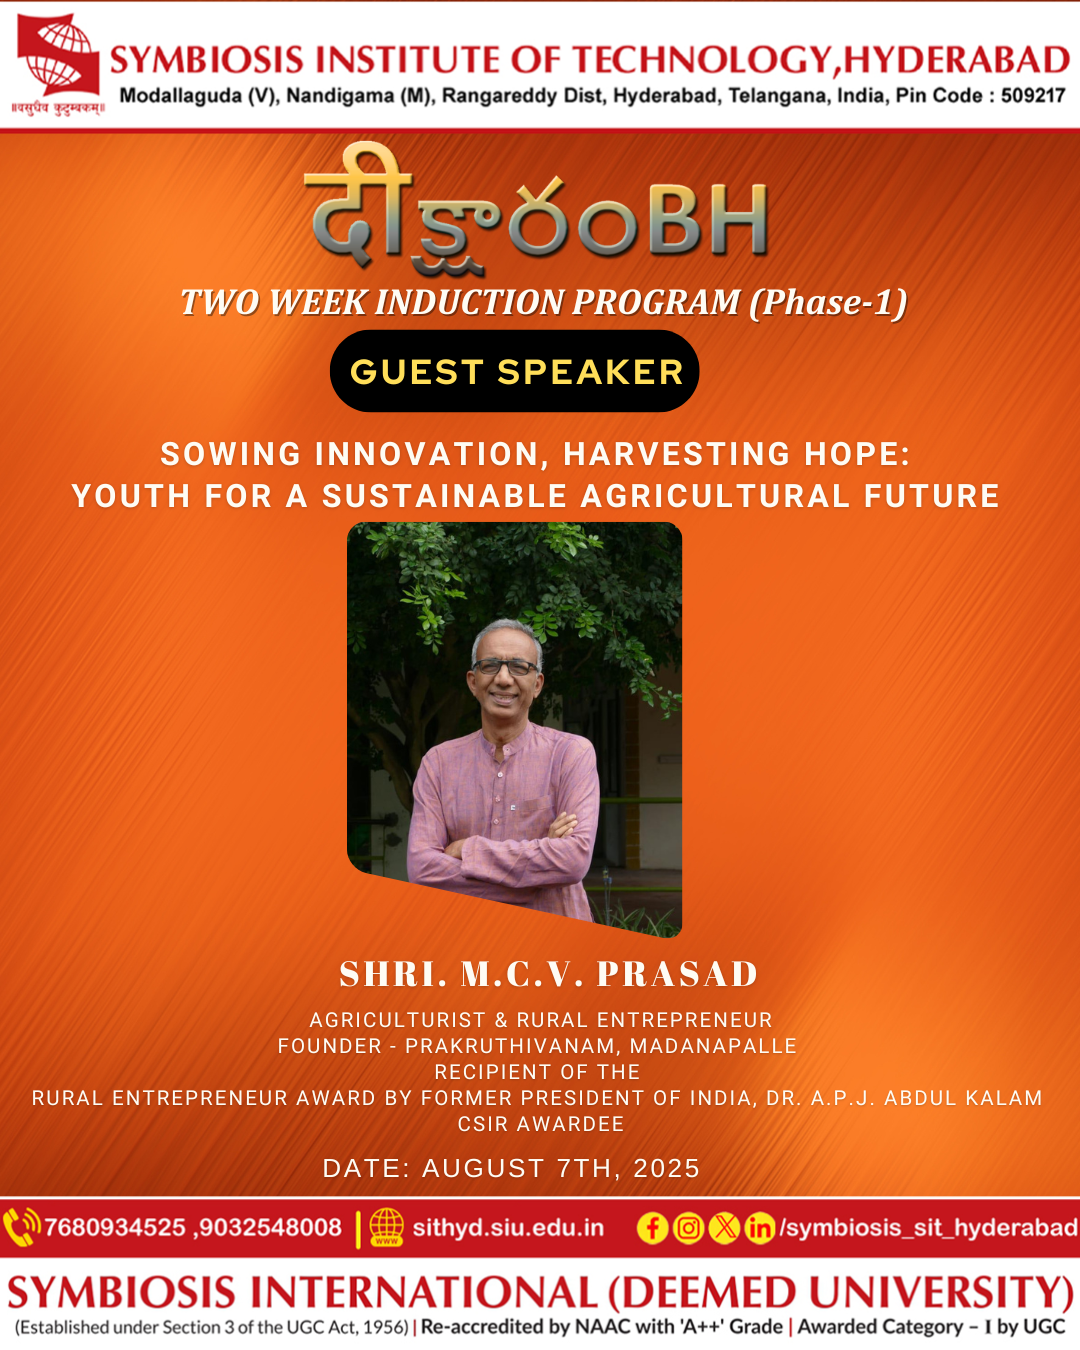 SYMBIOSIS INSTITUTE OF TECHNOLOGY,HYDERABAD
॥वसुधैव कुटुम्बकम्॥
Modallaguda (V), Nandigama (M), Rangareddy Dist, Hyderabad, Telangana, India, Pin Code : 509217
TWO WEEK INDUCTION PROGRAM (Phase-1)
GUEST SPEAKER
SOWING INNOVATION, HARVESTING HOPE:
YOUTH FOR A SUSTAINABLE AGRICULTURAL FUTURE
SHRI. M.C.V. PRASAD
AGRICULTURIST & RURAL ENTREPRENEUR
FOUNDER - PRAKRUTHIVANAM, MADANAPALLE
RECIPIENT OF THE
RURAL ENTREPRENEUR AWARD BY FORMER PRESIDENT OF INDIA, DR. A.P.J. ABDUL KALAM
CSIR AWARDEE
DATE: AUGUST 7TH, 2025
7680934525 ,9032548008 | www sithyd.siu.edu.in /symbiosis_sit_hyderabad
SYMBIOSIS INTERNATIONAL (DEEMED UNIVERSITY)
(Established under Section 3 of the UGC Act, 1956) | Re-accredited by NAAC with 'A++' Grade | Awarded Category – I by UGC